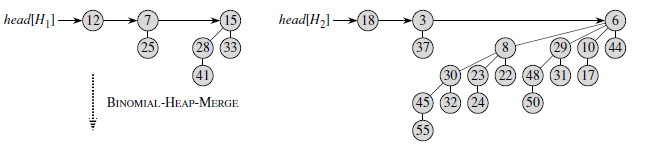 head[H1] 12 7 15 head[H2] 18 3 6
25 28 33 37 8 29 10 44
41 30 23 22 48 31 17
BINOMIAL-HEAP-MERGE 45 32 24 50
55